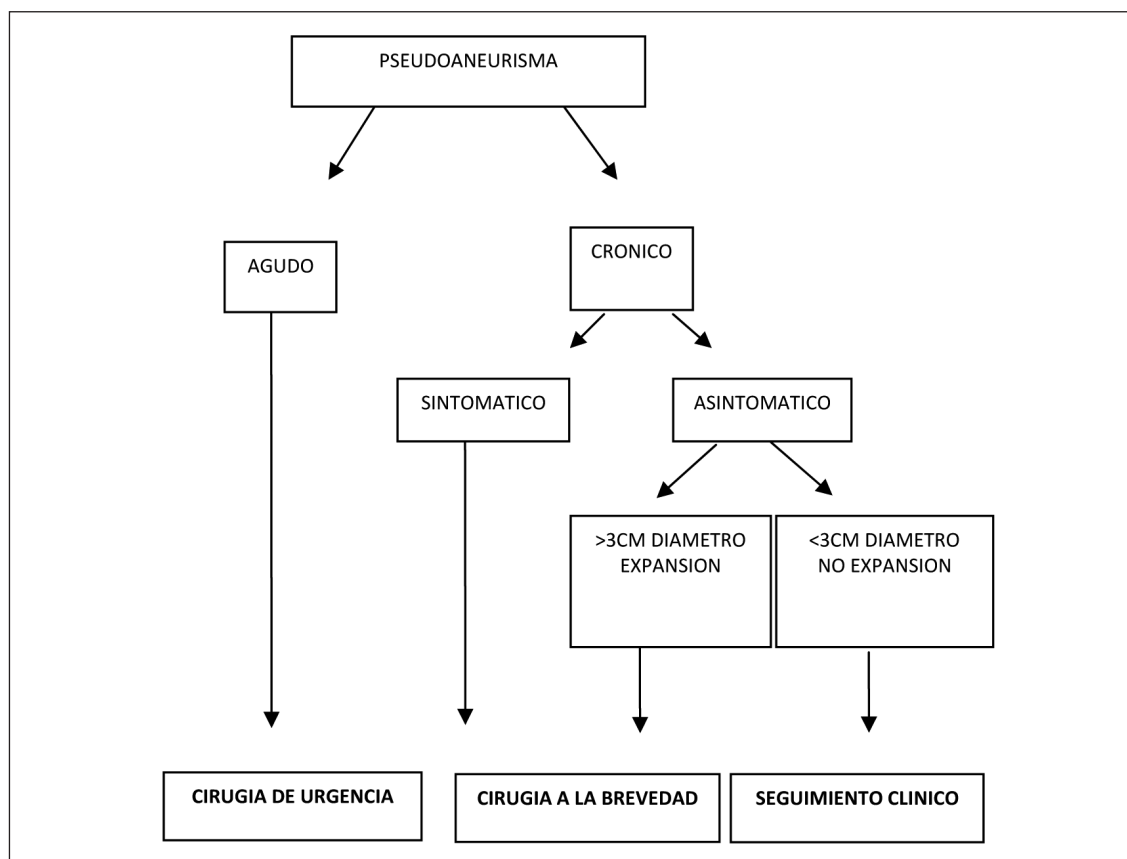 PSEUDOANEURISMA
AGUDO
CRONICO
SINTOMATICO
ASINTOMATICO
>3CM DIAMETRO
EXPANSION
<3CM DIAMETRO
NO EXPANSION
CIRUGIA DE URGENCIA
CIRUGIA A LA BREVEDAD
SEGUIMIENTO CLINICO